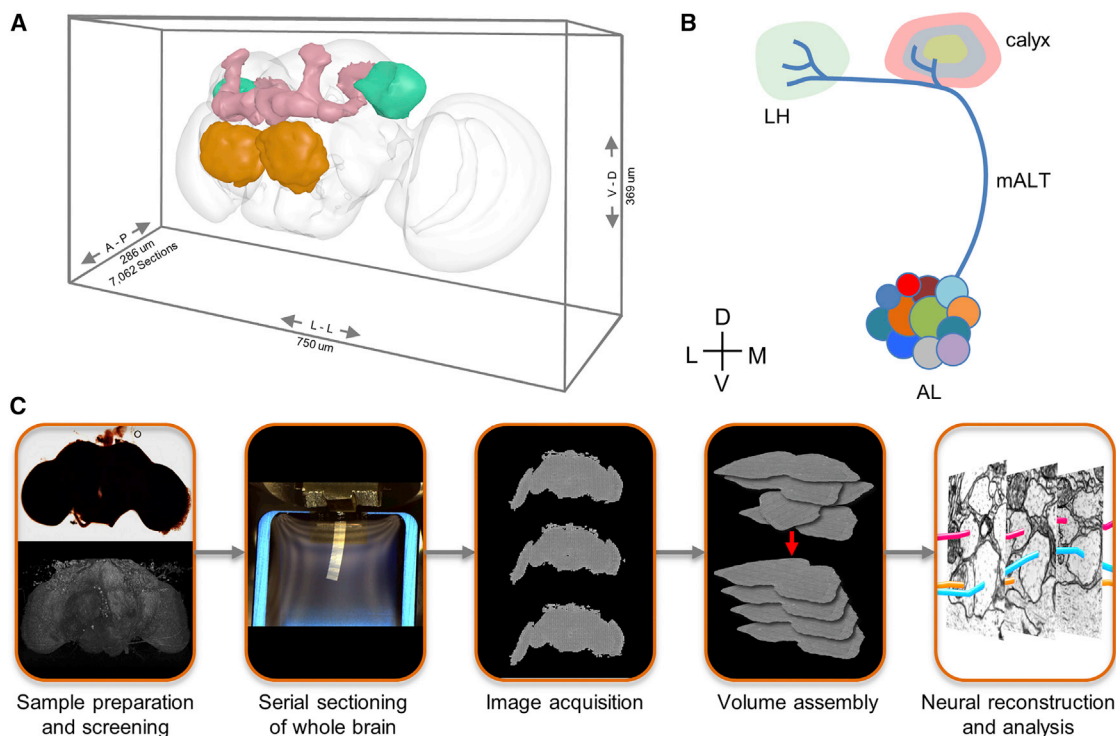 A
A - P
286 um
7,062 Sections
L - L
750 um
V - D
369 um
B
calyx
LH
mALT
D
L
M
V
AL
C
Sample preparation
and screening
Serial sectioning
of whole brain
Image acquisition
Volume assembly
Neural reconstruction
and analysis